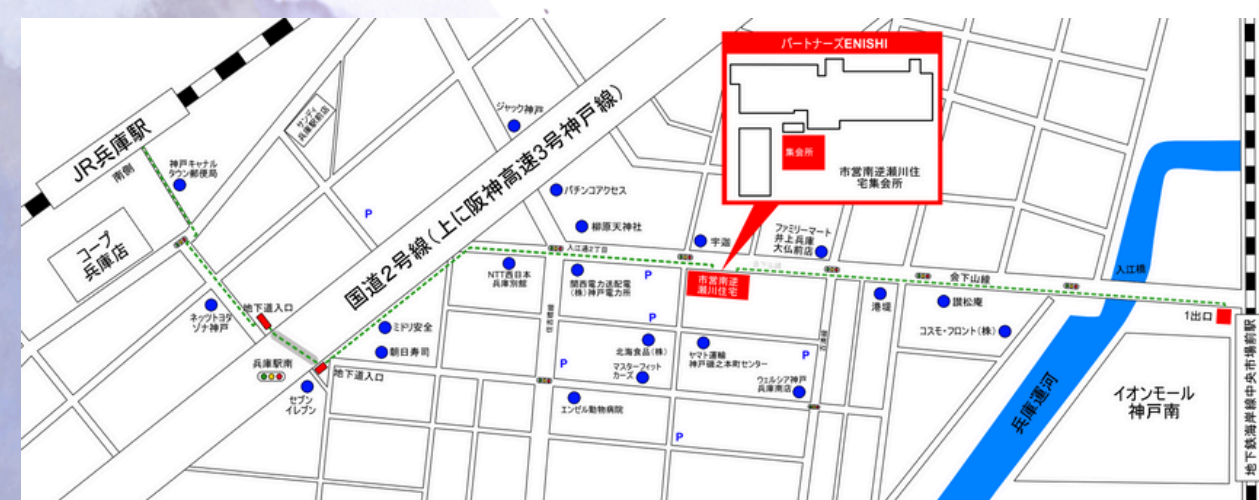 パートナーズENISHI
集会所
市営南逆瀬川住
宅集会所
JR兵庫駅
南側
神戸キャナル
タウン郵便局
サンディ
兵庫駅前店
ジャック神戸
国道2号線(上に阪神高速3号神戸線)
コープ
兵庫店
P
パチンコアクセス
柳原天神社
入江通2丁目
宇迦
ファミリーマート
井上兵庫
大仏前店
会下山線
入江橋
NTT西日本
兵庫別館
関西電力送配電
(株)神戸電力所
P
市営南逆
瀬川住宅
港堤
讃松庵
コスモ・フロント(株)
1出口
ネッツトヨタ
ゾナ神戸
地下道入口
ミドリ安全
朝日寿司
兵庫駅南
地下道入口
セブン
イレブン
住吉橋線
P
北海食品(株)
マスターフィット
カーズ
P
ヤマト運輸
神戸磯之本町センター
P
ウェルシア神戸
兵庫南店
エンゼル動物病院
P
兵庫運河
イオンモール
神戸南
地下鉄海岸線中央市場前駅